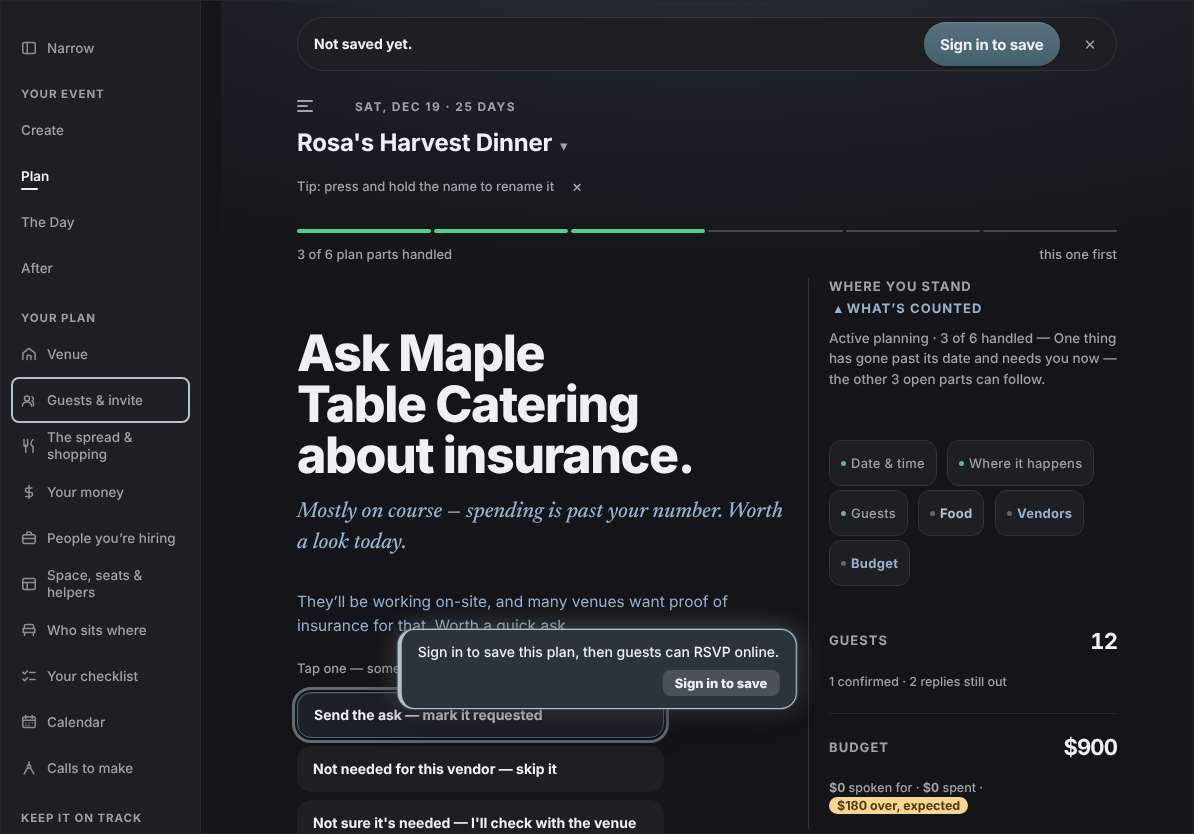 Narrow
YOUR EVENT
Create
Plan
The Day
After
YOUR PLAN
Venue
Guests & invite
The spread &
shopping
Your money
People you’re hiring
Space, seats &
helpers
Who sits where
Your checklist
Calendar
Calls to make
KEEP IT ON TRACK
Not saved yet.
Sign in to save
SAT, DEC 19 · 25 DAYS
Rosa's Harvest Dinner
Tip: press and hold the name to rename it
3 of 6 plan parts handled
this one first
Ask Maple
Table Catering
about insurance.
Mostly on course – spending is past your number. Worth
a look today.
They’ll be working on-site, and many venues want proof of
insurance for that. Worth a quick ask.
Tap one — some
Sign in to save this plan, then guests can RSVP online.
Sign in to save
Send the ask — mark it requested
Not needed for this vendor — skip it
Not sure it's needed — I'll check with the venue
WHERE YOU STAND
▲ WHAT’S COUNTED
Active planning · 3 of 6 handled — One thing
has gone past its date and needs you now —
the other 3 open parts can follow.
Date & time
Where it happens
Guests
Food
Vendors
Budget
GUESTS
12
1 confirmed · 2 replies still out
BUDGET
$900
$0 spoken for · $0 spent ·
$180 over, expected